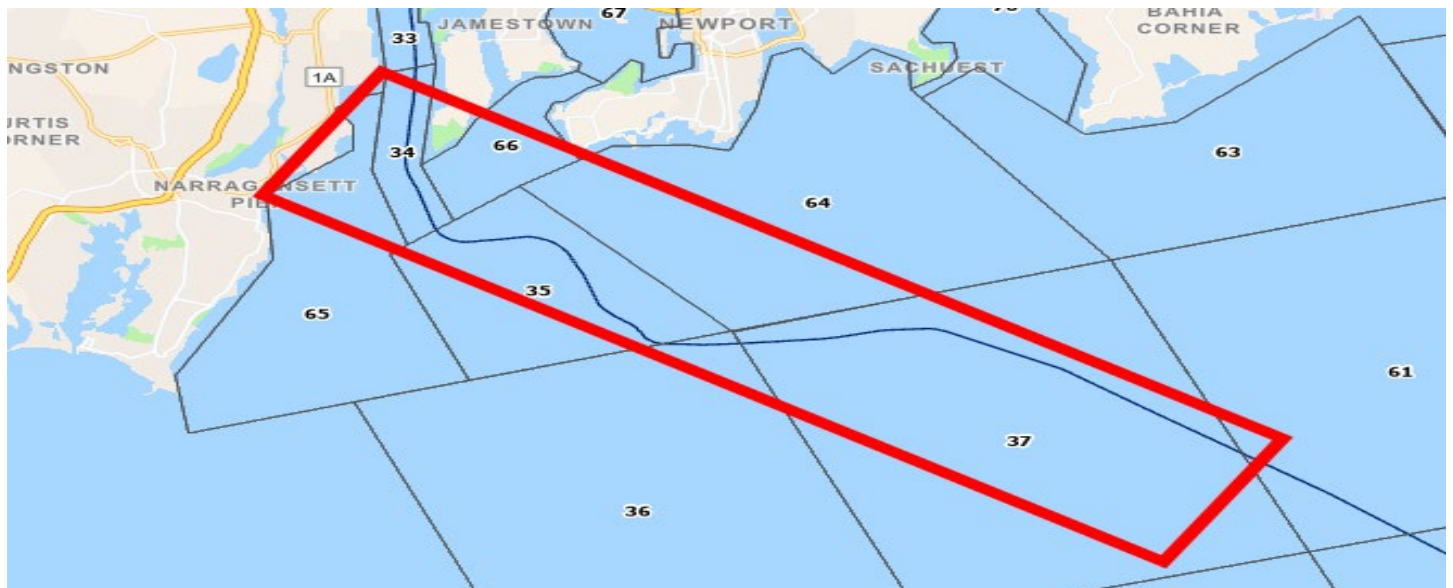 JAMESTOWN
67
NEWPORT
BAHIA
CORNER
33
NGSTON
1A
SACHUEST
URTIS
ORNER
34
66
63
NARRAGANSETT
64
35
65
61
37
36